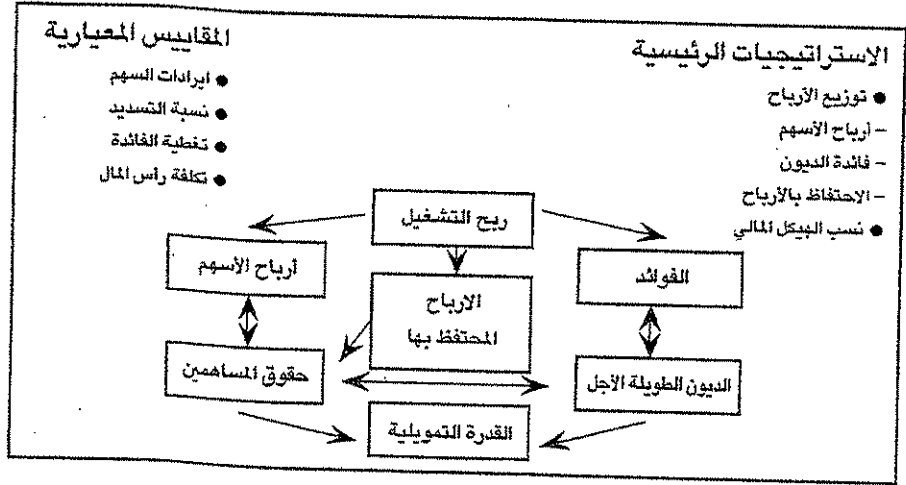 الاستراتيجيات الرئيسية
● توزيع الأرباح
– أرباح الأسهم
– فائدة الديون
– الاحتفاظ بالأرباح
● نسب الهيكل المالي
المقاييس المعيارية
● ايرادات السهم
● نسبة التسديد
● تغطية الفائدة
● تكلفة رأس المال
ربح التشغيل
الفوائد
الارباح
المحتفظ بها
أرباح الأسهم
الديون الطويلة الأجل
حقوق المساهمين
القدرة التمويلية